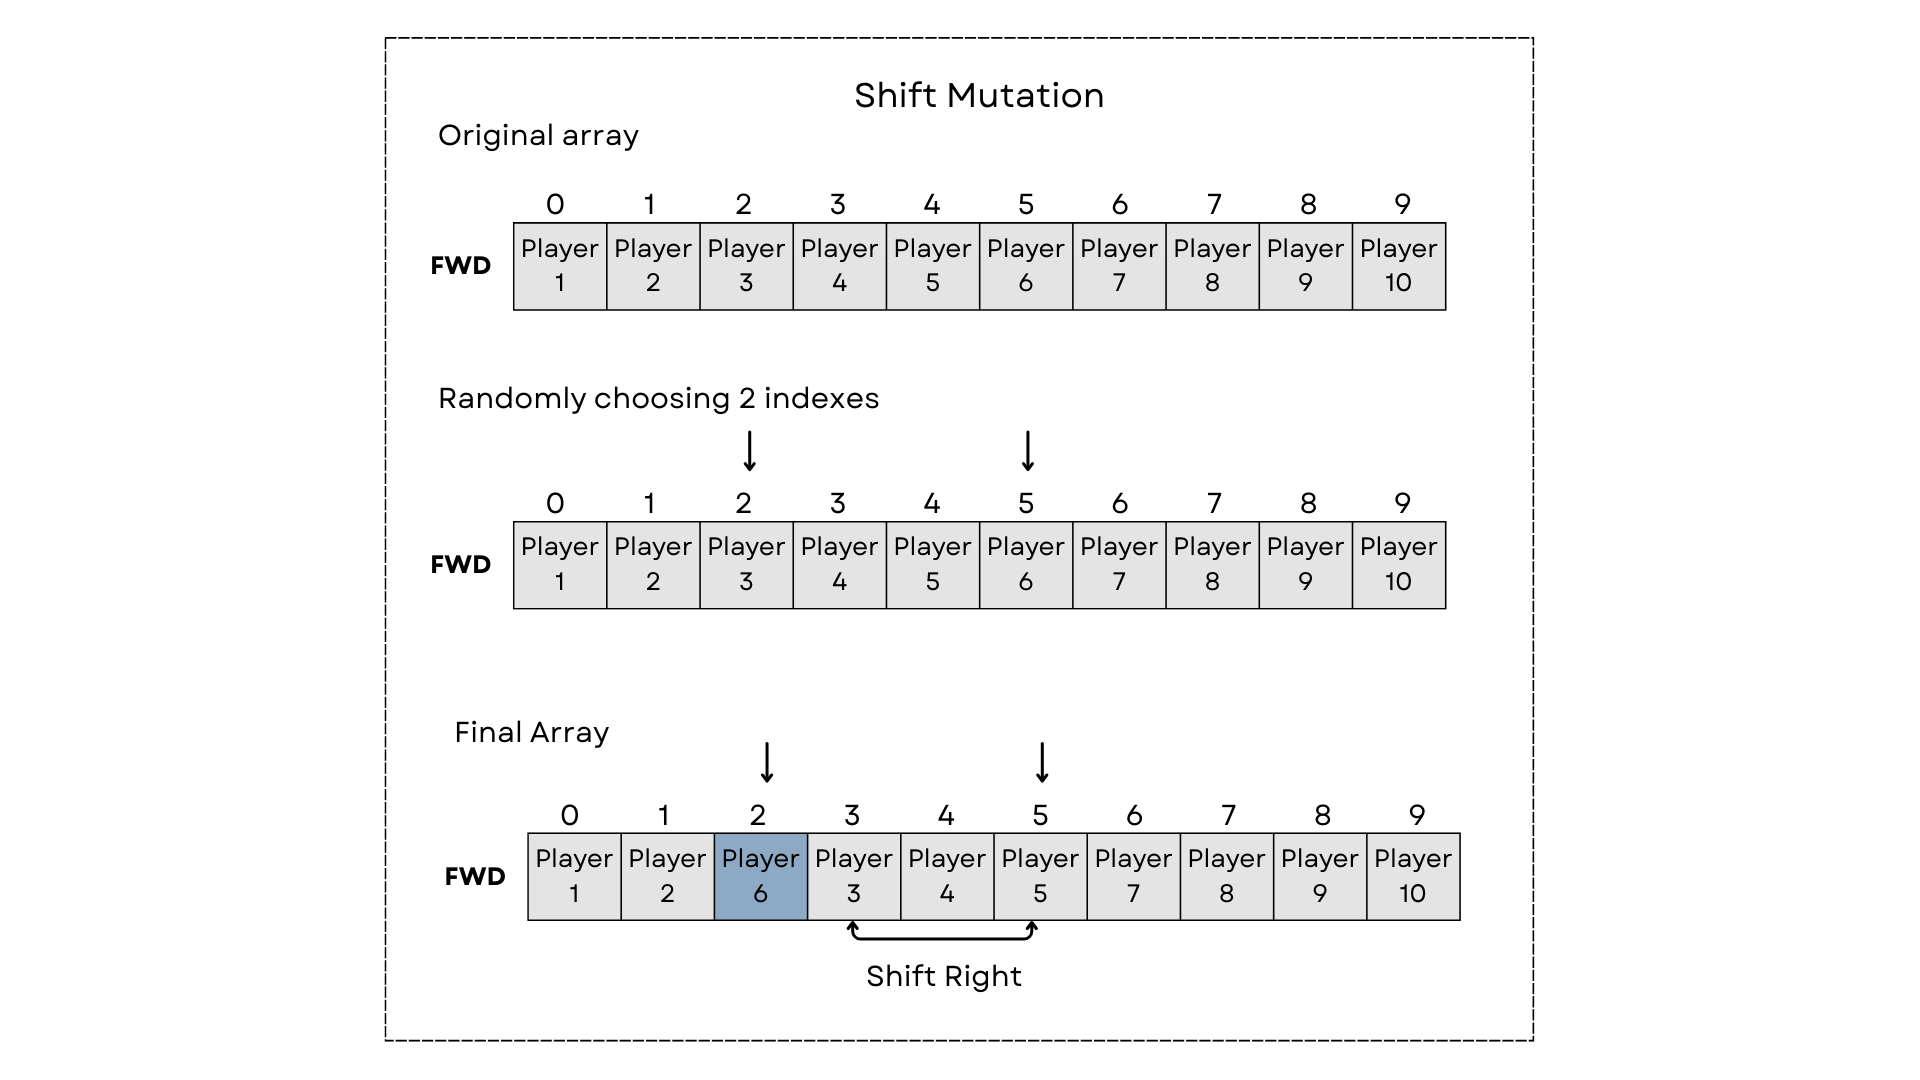 Shift Mutation
Original array
0 1 2 3 4 5 6 7 8 9
FWD
Player Player Player Player Player Player Player Player Player Player
1 2 3 4 5 6 7 8 9 10
Randomly choosing 2 indexes
0 1 2 3 4 5 6 7 8 9
FWD
Player Player Player Player Player Player Player Player Player Player
1 2 3 4 5 6 7 8 9 10
Final Array
0 1 2 3 4 5 6 7 8 9
FWD
Player Player Player Player Player Player Player Player Player Player
1 2 6 3 4 5 7 8 9 10
Shift Right